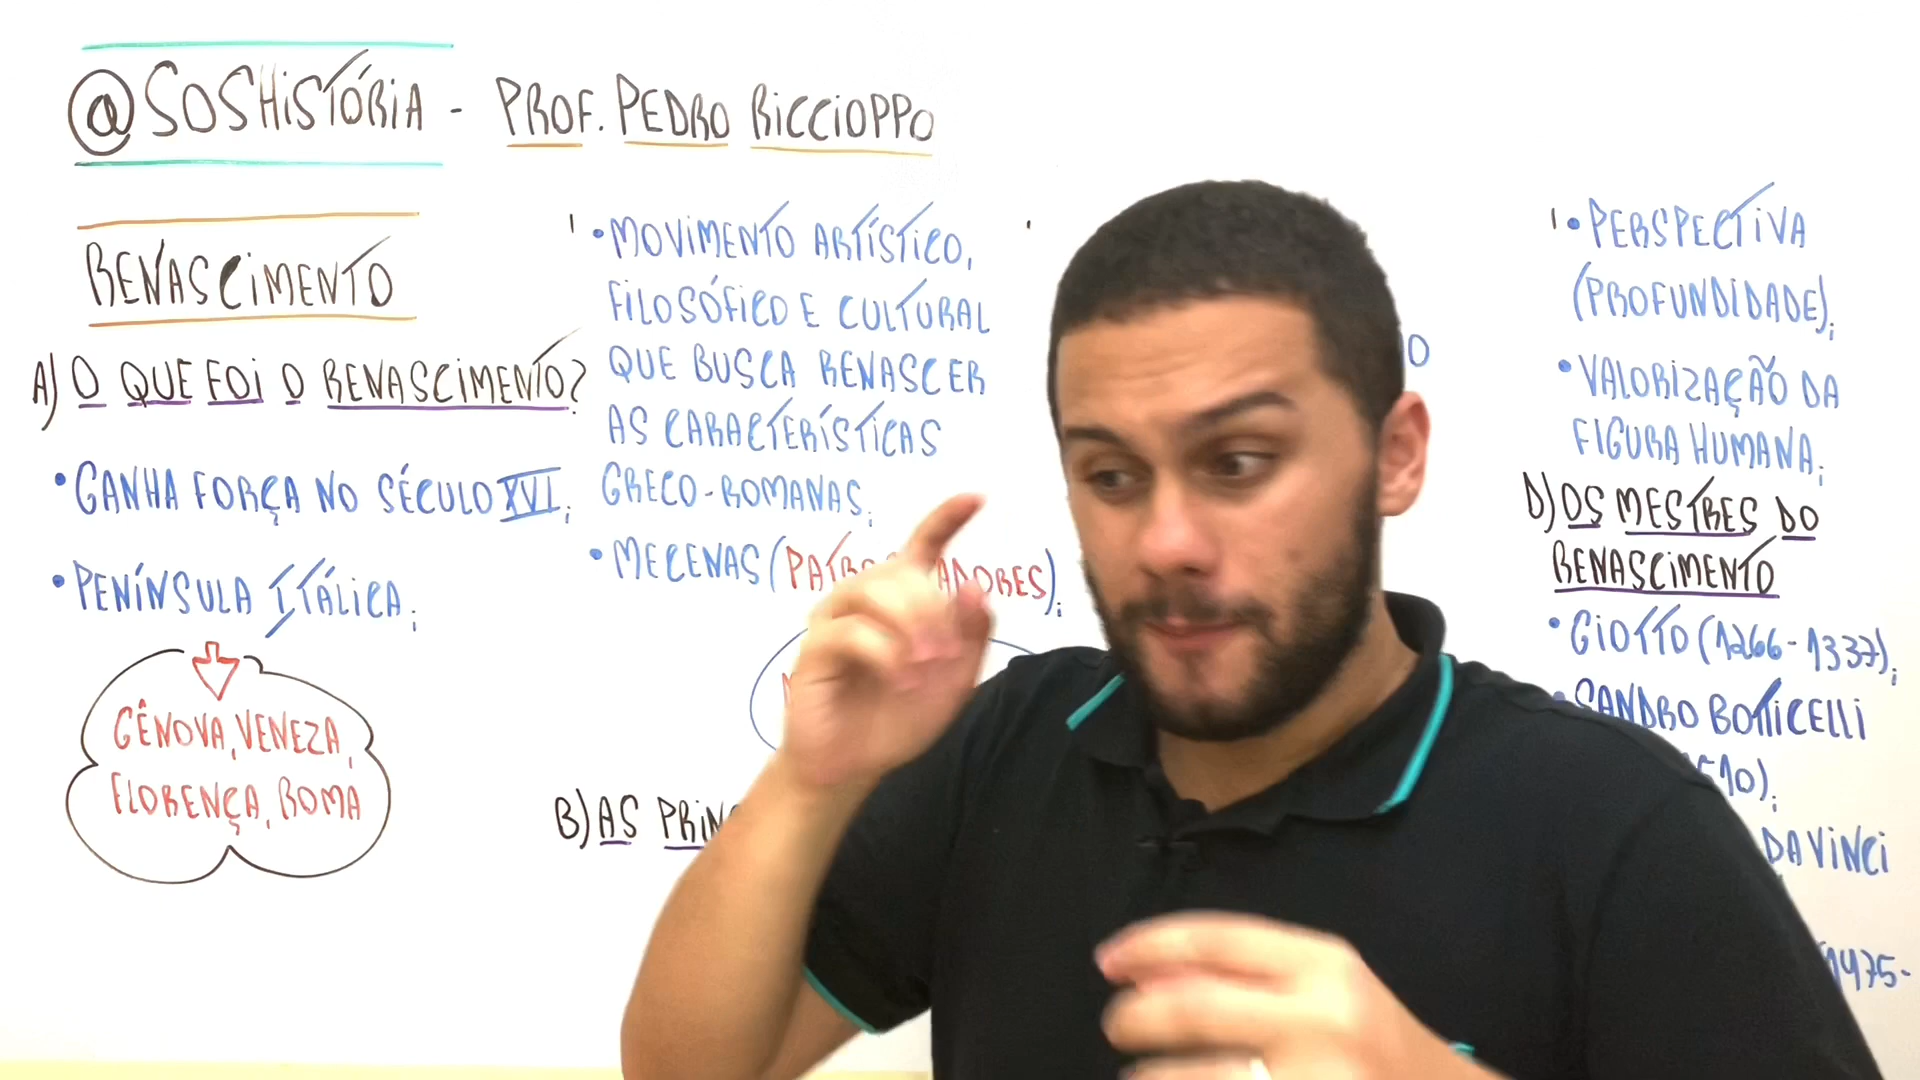 @SOSHISTÓRIA - PROF. PEDRO RICCIOPPO
RENASCIMENTO
A) O QUE FOI O RENASCIMENTO?
• GANHA FORÇA NO SÉCULO XVI;
• PENÍNSULA ITÁLICA;
GÊNOVA, VENEZA,
FLORENÇA, ROMA
• MOVIMENTO ARTÍSTICO,
FILOSÓFICO E CULTURAL
QUE BUSCA RENASCER
AS CARACTERÍSTICAS
GRECO-ROMANAS;
• MECENAS (
B) AS
• PERSPECTIVA
(PROFUNDIDADE);
• VALORIZAÇÃO DA
FIGURA HUMANA;
D) OS MESTRES DO
RENASCIMENTO
• GIOTTO (1266-1337);
• SANDRO BOTTICELLI
10);
DA VINCI
1475-